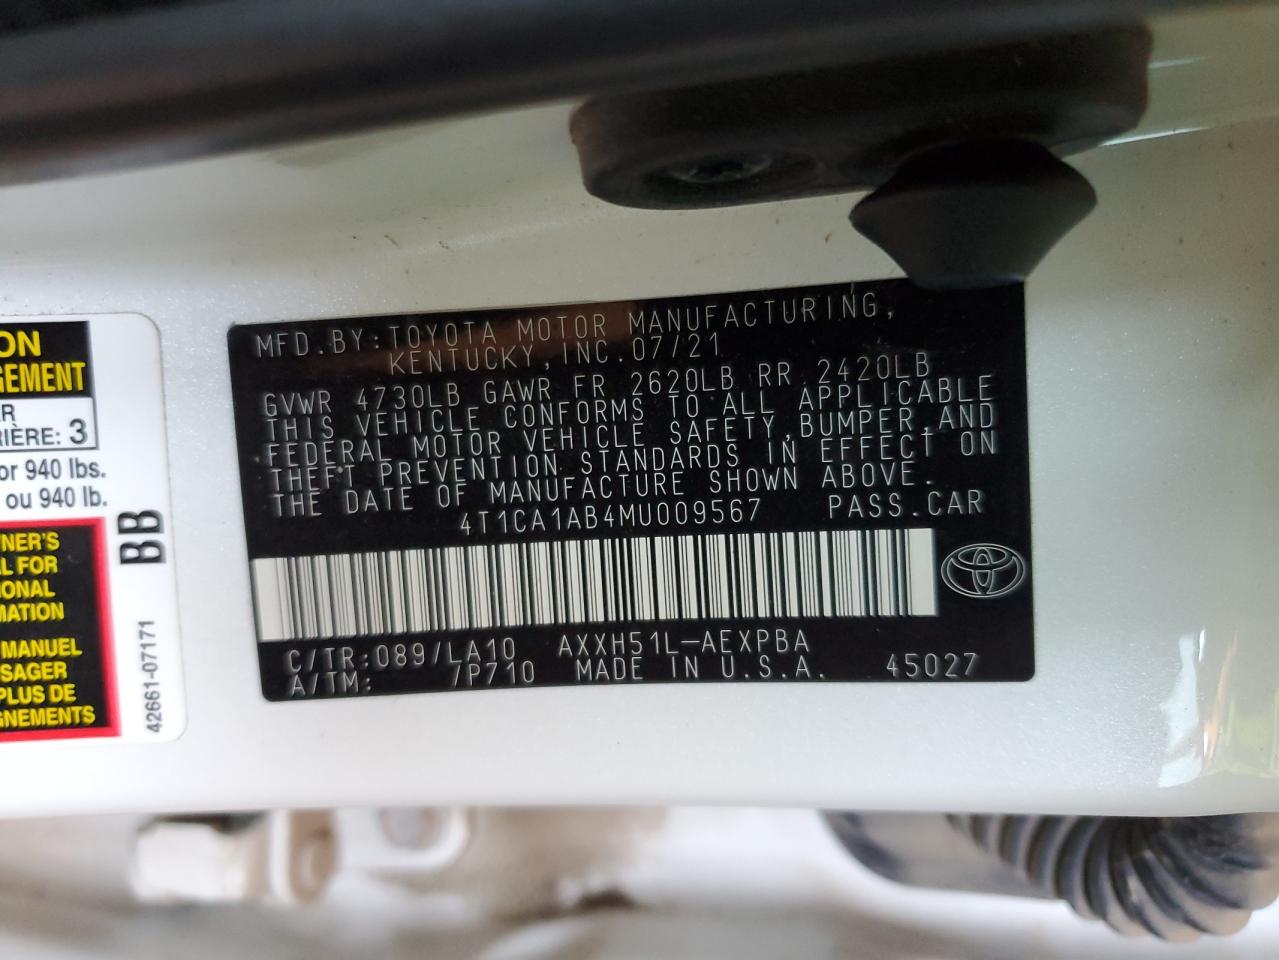 ON
GEMENT
R
RIÈRE: 3
or 940 lbs.
ou 940 lb.
BB
NER'S
L FOR
ONAL
MATION
MANUEL
SAGER
PLUS DE
GNEMENTS
42661-07171
MFD.BY:TOYOTA MOTOR MANUFACTURING,
KENTUCKY,INC.07/21
GVWR 4730LB GAWR FR 2620LB RR 2420LB
THIS VEHICLE CONFORMS TO ALL APPLICABLE
FEDERAL MOTOR VEHICLE SAFETY,BUMPER,AND
THEFT PREVENTION STANDARDS IN EFFECT ON
THE DATE OF MANUFACTURE SHOWN ABOVE.
4T1CA1AB4MU009567 PASS.CAR
C/TR:089/LA10 AXXH51L-AEXPBA
A/TM: /P710 MADE IN U.S.A. 45027